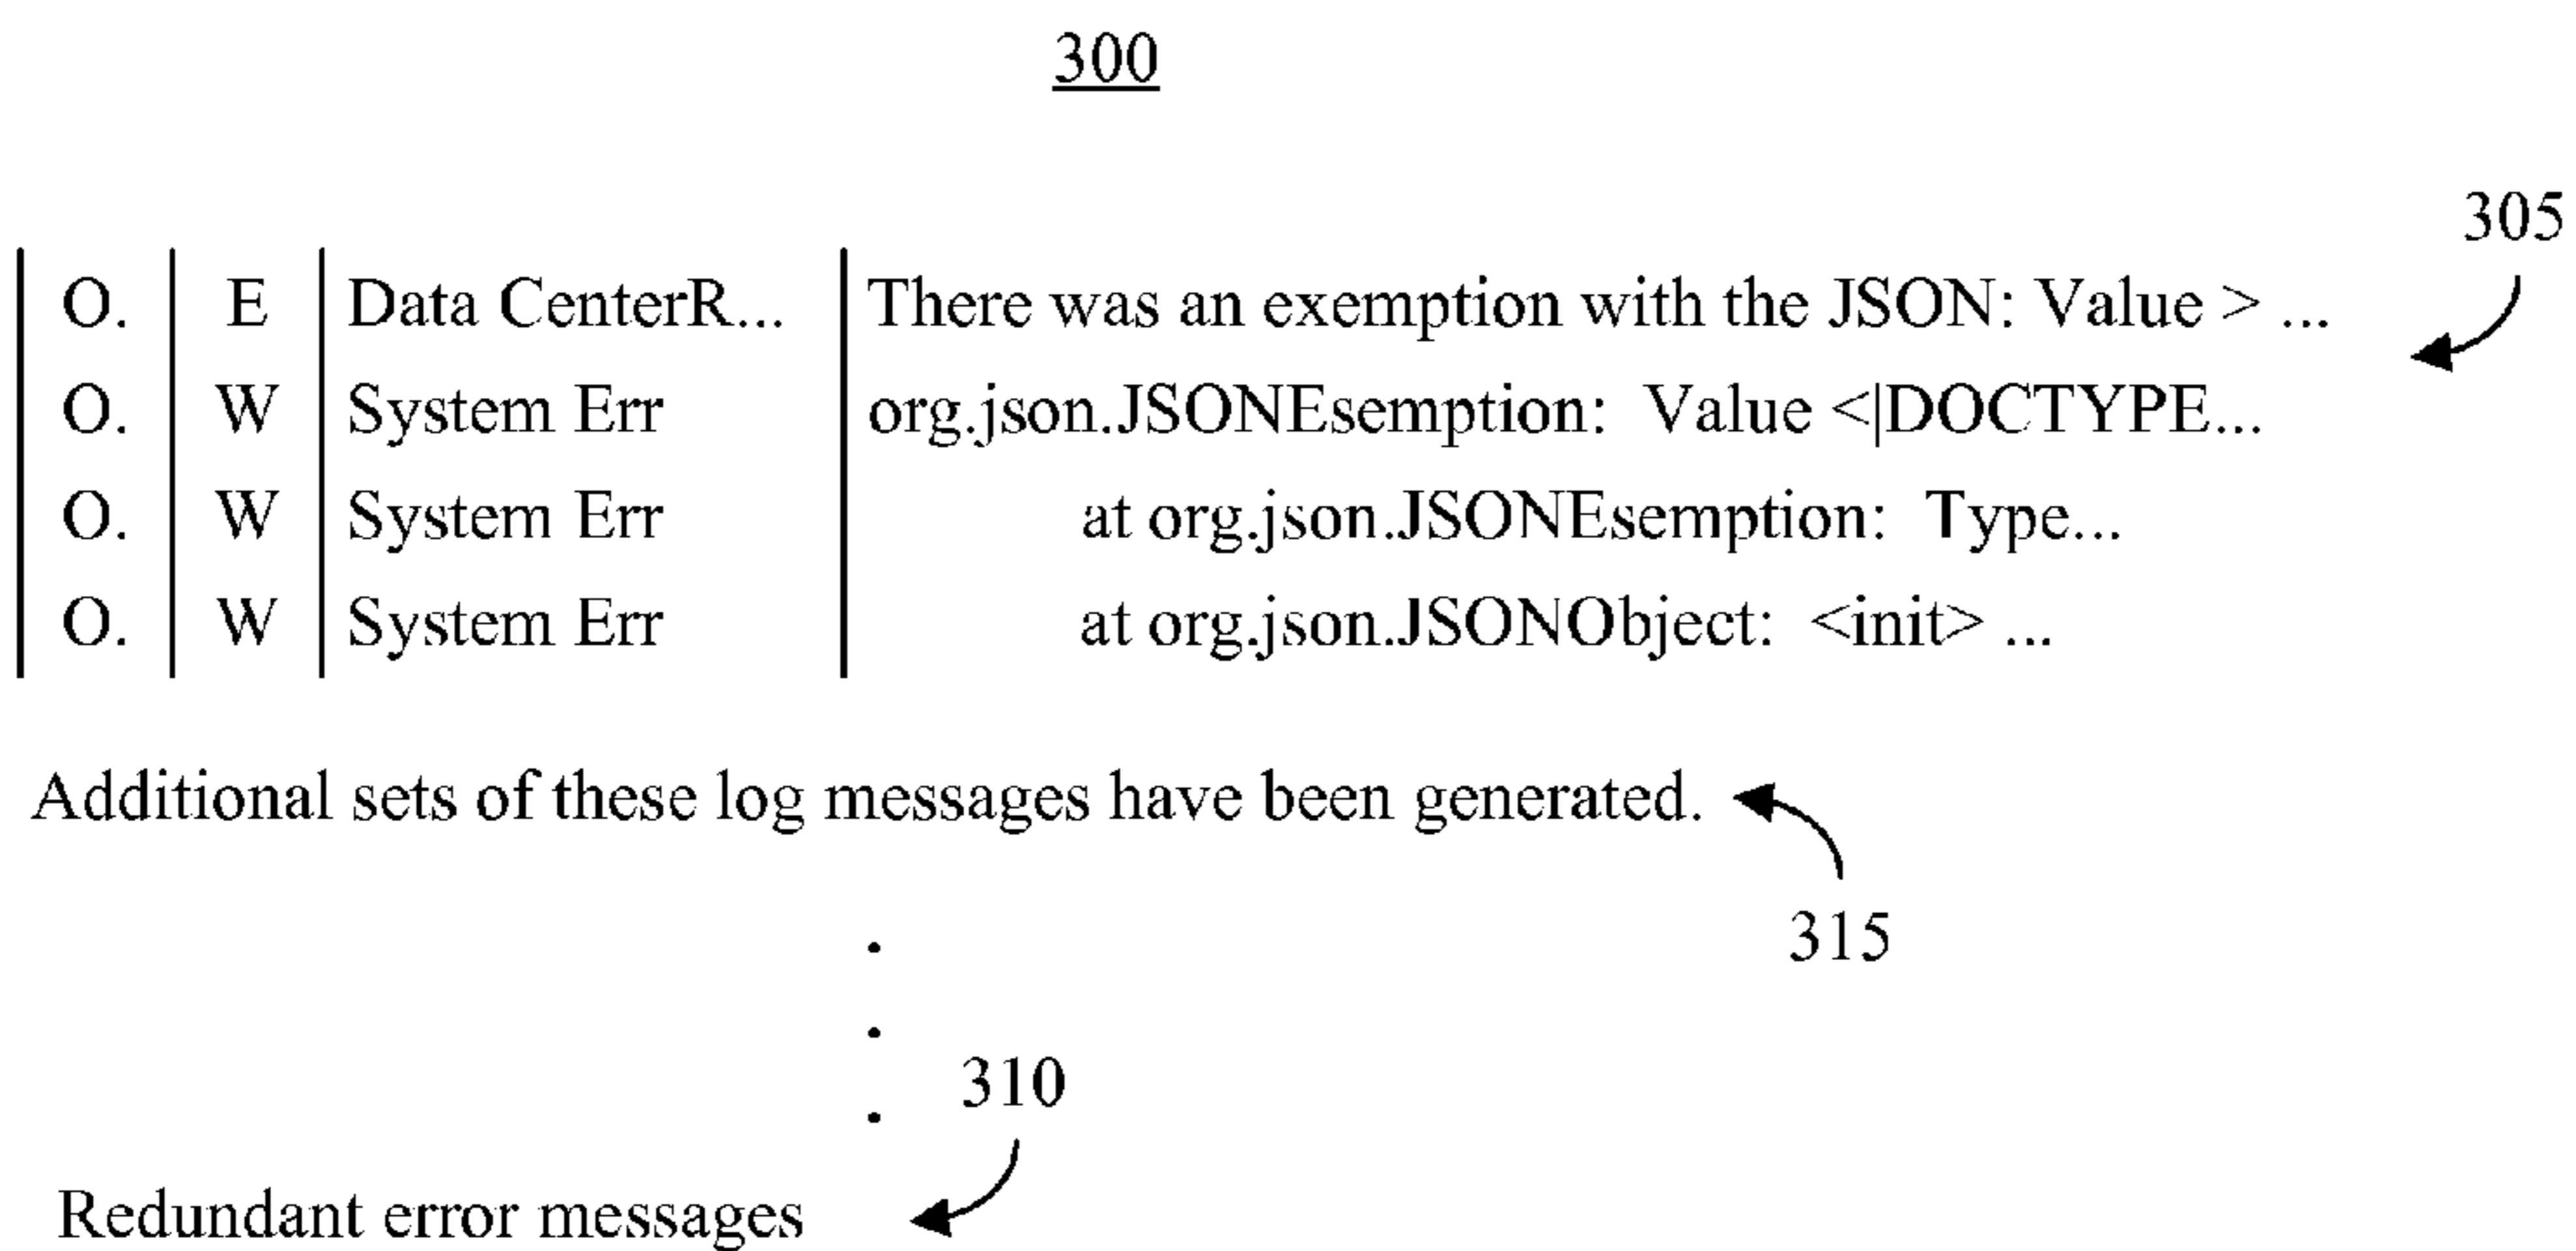 300
305
O. E Data CenterR... There was an exemption with the JSON: Value > ...
O. W System Err org.json.JSONEsemption: Value <|DOCTYPE...
O. W System Err at org.json.JSONEsemption: Type...
O. W System Err at org.json.JSONObject: <init> ...
Additional sets of these log messages have been generated.
315
.
.
310
.
Redundant error messages